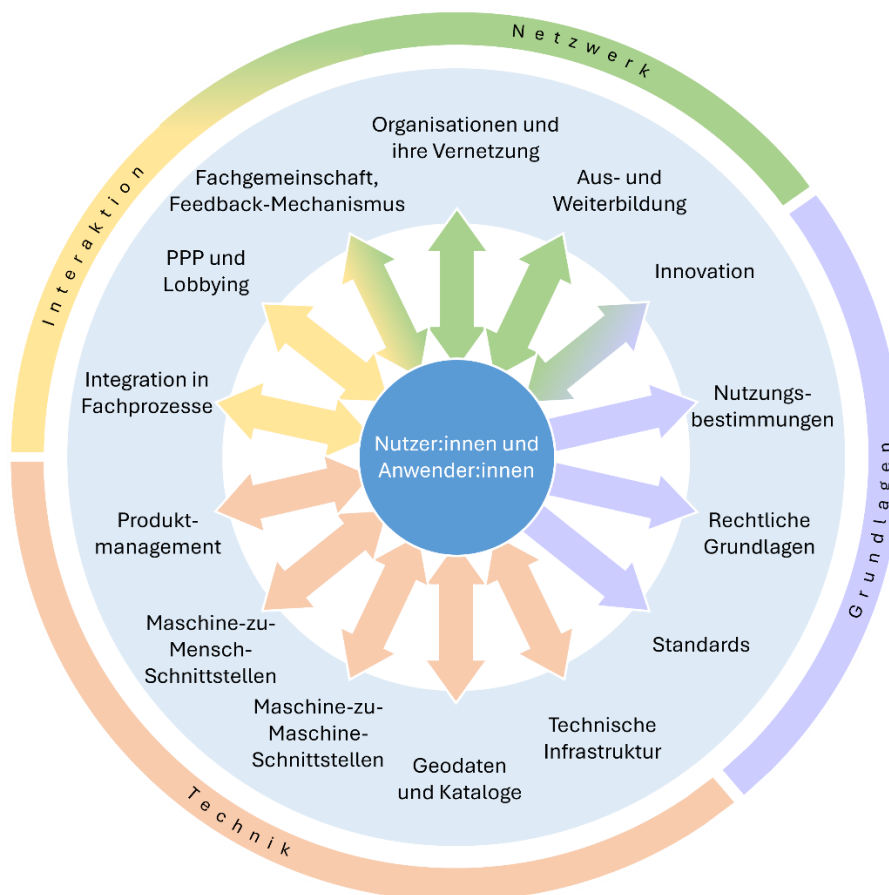 Netzwerk
Organisationen und
ihre Vernetzung
Aus- und
Weiterbildung
Innovation
Grundlagen
Nutzungs-
bestimmungen
Rechtliche
Grundlagen
Standards
Technische
Infrastruktur
Geodaten
und Kataloge
Maschine-zu-
Maschine-
Schnittstellen
Maschine-zu-
Mensch-
Schnittstellen
Produkt-
management
Technik
Integration in
Fachprozesse
PPP und
Lobbying
Fachgemeinschaft,
Feedback-Mechanismus
Interaktion
Nutzer:innen und
Anwender:innen